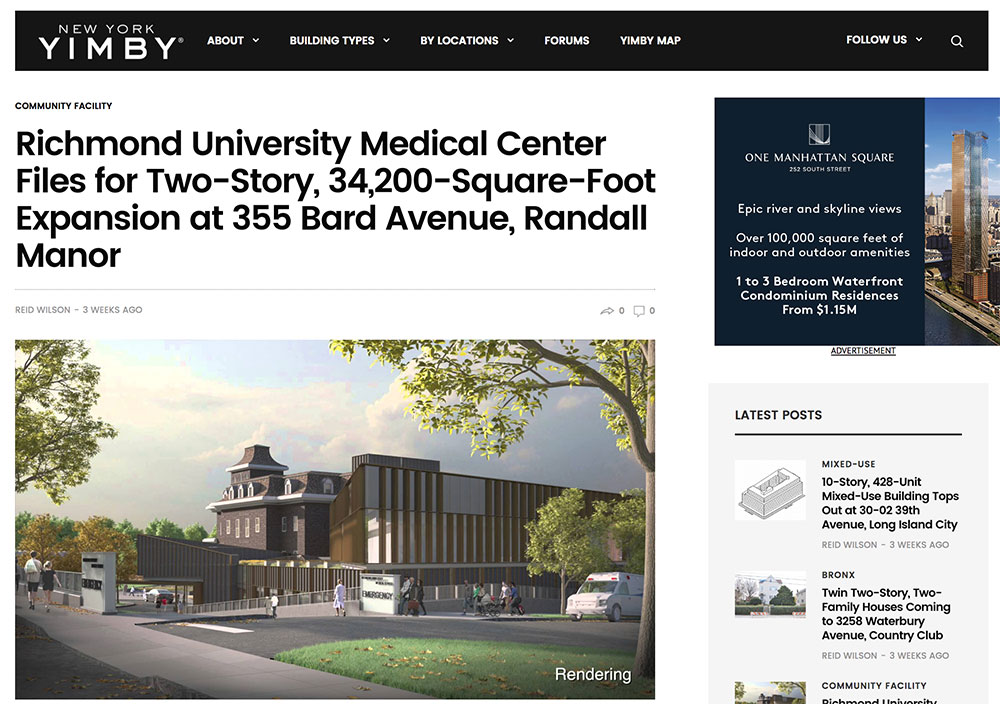 NEW YORK
YIMBY®
ABOUT
BUILDING TYPES
BY LOCATIONS
FORUMS
YIMBY MAP
FOLLOW US
COMMUNITY FACILITY
Richmond University Medical Center
Files for Two-Story, 34,200-Square-Foot
Expansion at 355 Bard Avenue, Randall
Manor
REID WILSON – 3 WEEKS AGO
0
0
EMERGENCY
EMERGENCY
Rendering
ONE MANHATTAN SQUARE
252 SOUTH STREET
Epic river and skyline views
Over 100,000 square feet of
indoor and outdoor amenities
1 to 3 Bedroom Waterfront
Condominium Residences
From $1.15M
ADVERTISEMENT
LATEST POSTS
MIXED-USE
10-Story, 428-Unit
Mixed-Use Building Tops
Out at 30-02 39th
Avenue, Long Island City
REID WILSON – 3 WEEKS AGO
BRONX
Twin Two-Story, Two-
Family Houses Coming
to 3258 Waterbury
Avenue, Country Club
REID WILSON – 3 WEEKS AGO
COMMUNITY FACILITY
Richmond University